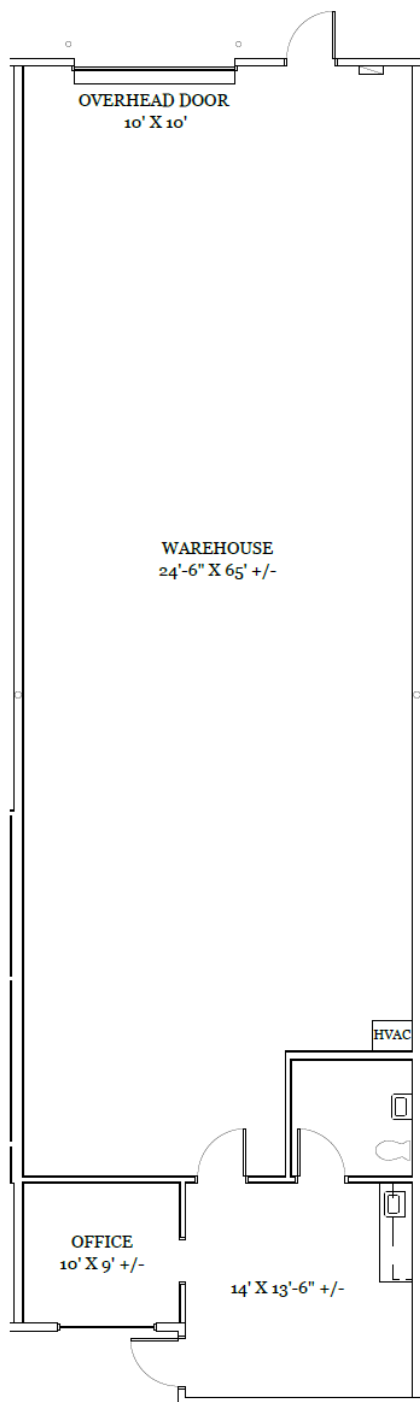 OVERHEAD DOOR
10' X 10'
WAREHOUSE
24'-6" X 65' +/-
HVAC
OFFICE
10' X 9' +/-
14' X 13'-6" +/-